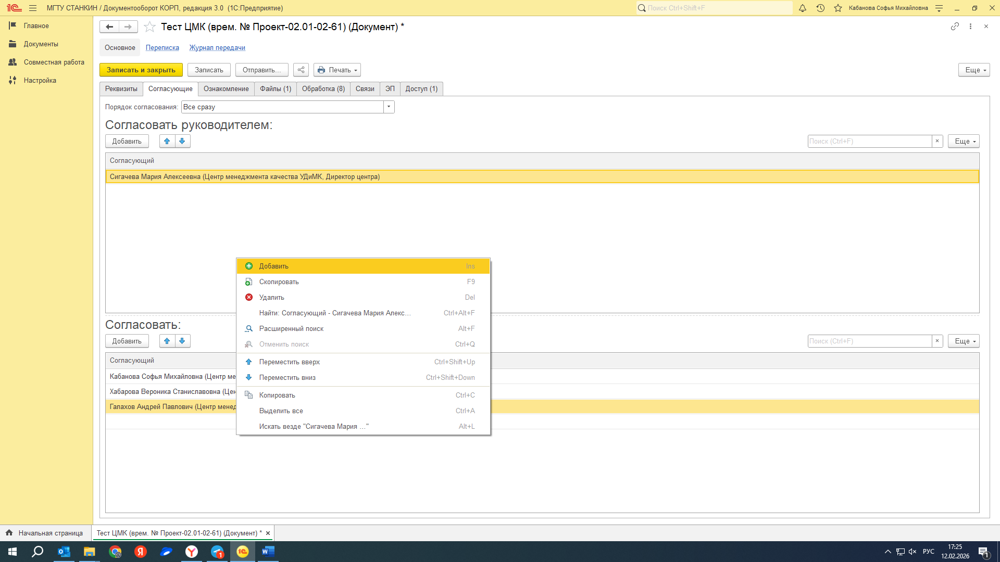 МГТУ СТАНКИН / Документооборот КОРП, редакция 3.0 (1С:Предприятие)
Поиск Ctrl+Shift+F
Кабанова Софья Михайловна
Главное
Документы
Совместная работа
Настройка
Тест ЦМК (врем. № Проект-02.01-02-61) (Документ) *
Основное Переписка Журнал передачи
Записать и закрыть Записать Отправить... Печать Еще
Реквизиты Согласующие Ознакомление Файлы (1) Обработка (8) Связи ЭП Доступ (1)
Порядок согласования: Все сразу
Согласовать руководителем:
Добавить Поиск (Ctrl+F) × Еще
Согласующий
Сигачева Мария Алексеевна (Центр менеджмента качества УДиМК, Директор центра)
Добавить Ins
Скопировать F9
Удалить Del
Найти: Согласующий - Сигачева Мария Алекс... Ctrl+Alt+F
Расширенный поиск Alt+F
Отменить поиск Ctrl+Q
Переместить вверх Ctrl+Shift+Up
Переместить вниз Ctrl+Shift+Down
Копировать Ctrl+C
Выделить все Ctrl+A
Искать везде "Сигачева Мария ..." Alt+L
Согласовать:
Добавить Поиск (Ctrl+F) × Еще
Согласующий
Кабанова Софья Михайловна (Центр ме
Хабарова Вероника Станиславовна (Цен
Галахов Андрей Павлович (Центр менед
Начальная страница Тест ЦМК (врем. № Проект-02.01-02-61) (Документ) * ×
РУС 17:25
12.02.2026
1
1